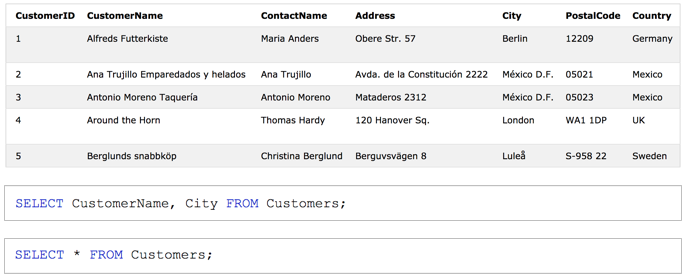 CustomerID CustomerName ContactName Address City PostalCode Country
1 Alfreds Futterkiste Maria Anders Obere Str. 57 Berlin 12209 Germany
2 Ana Trujillo Emparedados y helados Ana Trujillo Avda. de la Constitución 2222 México D.F. 05021 Mexico
3 Antonio Moreno Taquería Antonio Moreno Mataderos 2312 México D.F. 05023 Mexico
4 Around the Horn Thomas Hardy 120 Hanover Sq. London WA1 1DP UK
5 Berglunds snabbköp Christina Berglund Berguvsvägen 8 Luleå S-958 22 Sweden
SELECT CustomerName, City FROM Customers;
SELECT * FROM Customers;